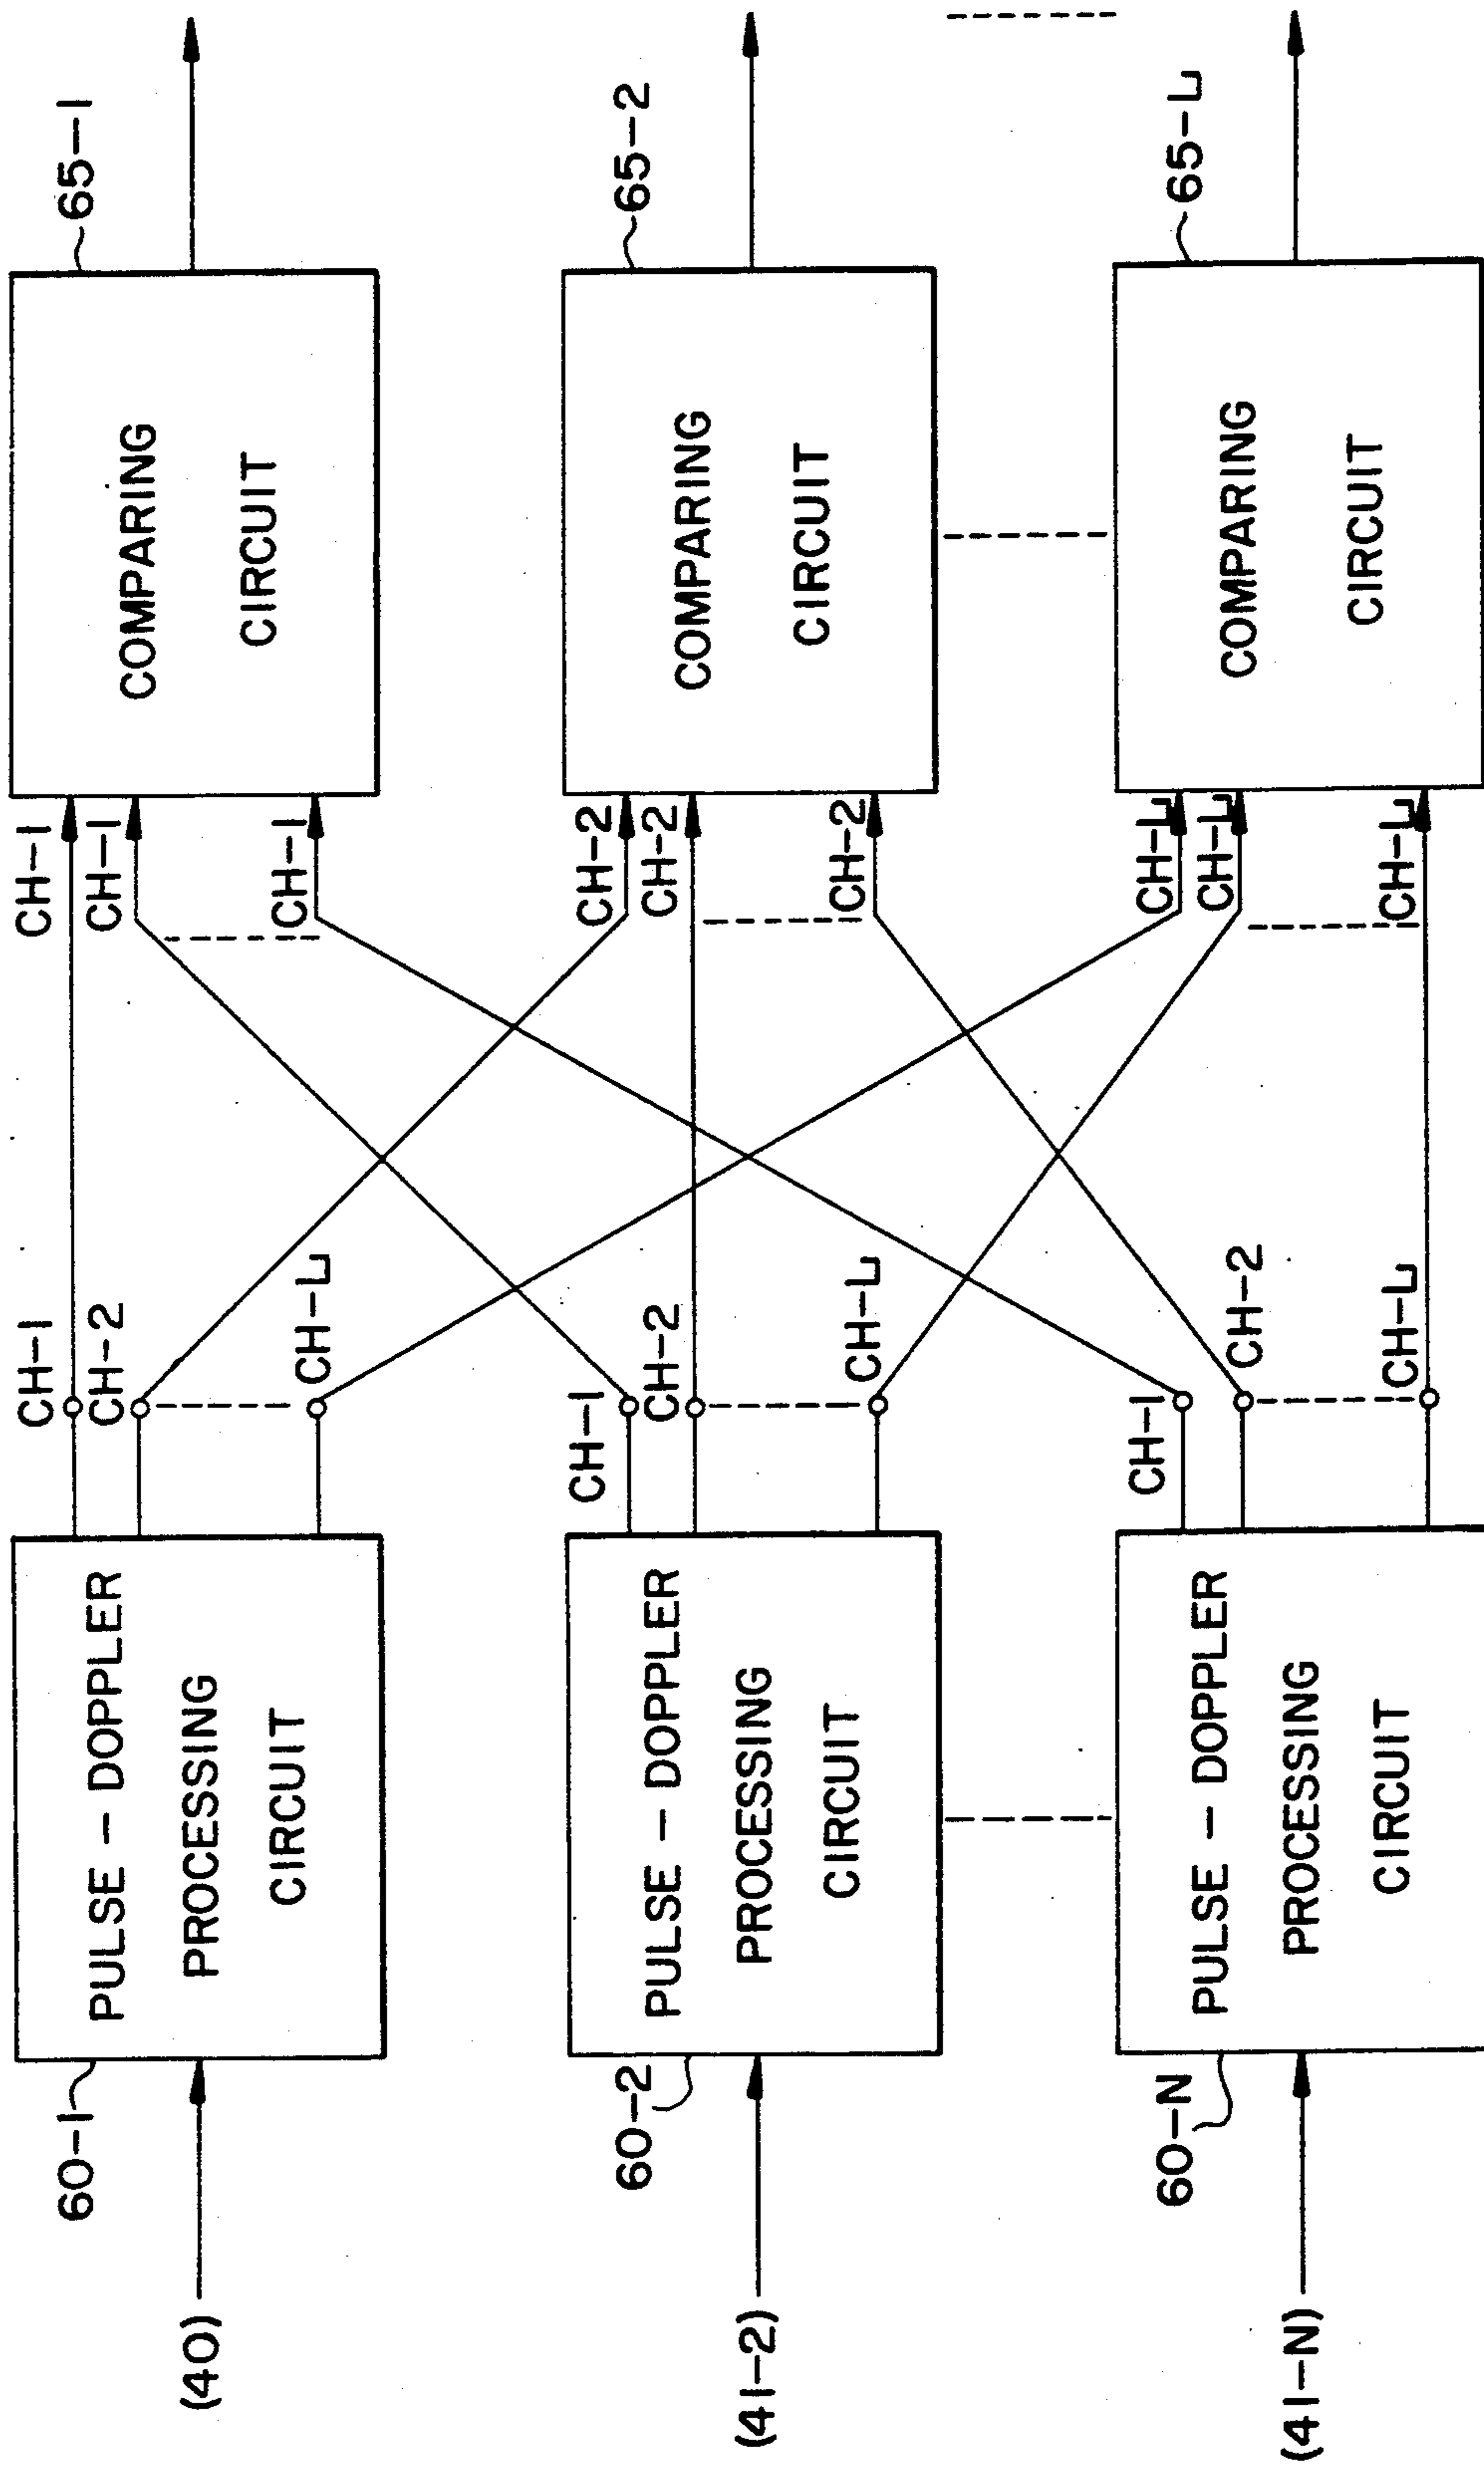 60-1
(40)
PULSE - DOPPLER
PROCESSING
CIRCUIT
CH-1
CH-2
CH-L
CH-1
CH-1
CH-1
COMPARING
CIRCUIT
65-1
60-2
(41-2)
PULSE - DOPPLER
PROCESSING
CIRCUIT
CH-1
CH-2
CH-L
CH-2
CH-2
CH-2
COMPARING
CIRCUIT
65-2
60-N
(41-N)
PULSE - DOPPLER
PROCESSING
CIRCUIT
CH-1
CH-2
CH-L
CH-L
CH-L
CH-L
COMPARING
CIRCUIT
65-L